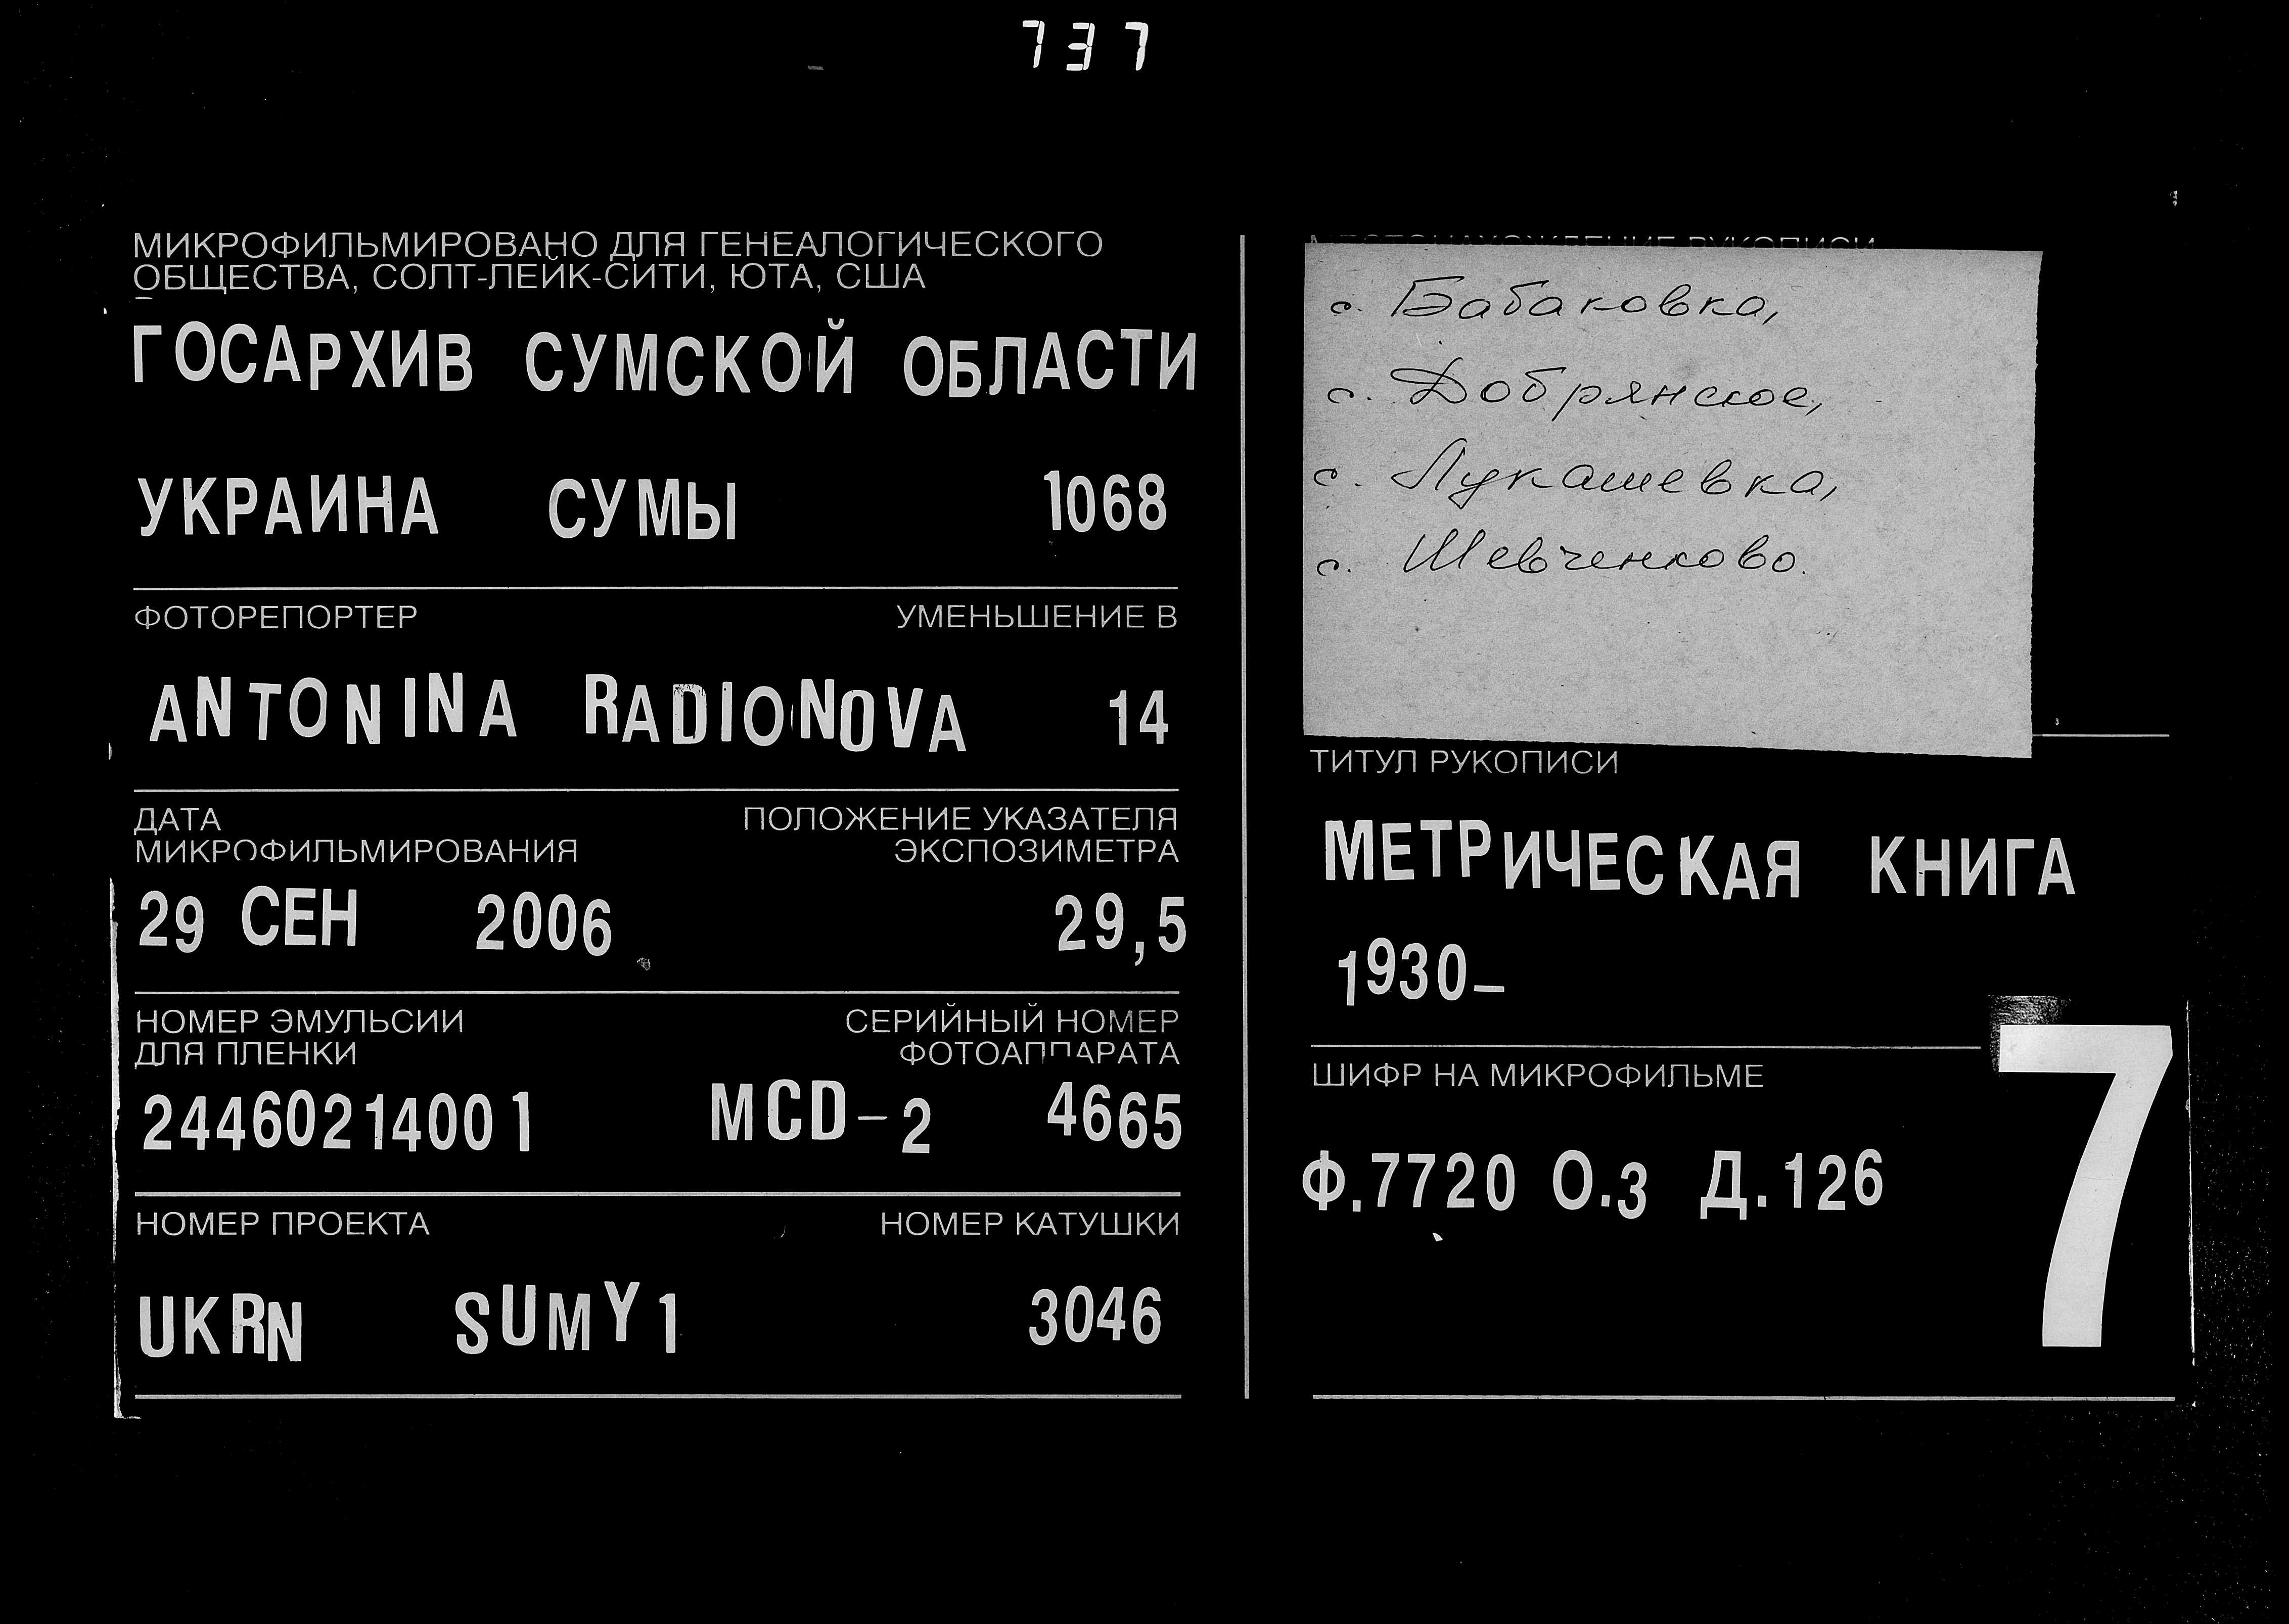 737
МИКРОФИЛЬМИРОВАНО ДЛЯ ГЕНЕАЛОГИЧЕСКОГО
ОБЩЕСТВА, СОЛТ-ЛЕЙК-СИТИ, ЮТА, США
ГОСАРХИВ СУМСКОЙ ОБЛАСТИ
УКРАИНА СУМЫ 1068
ФОТОРЕПОРТЕР УМЕНЬШЕНИЕ В
ANTONINA RADIONOVA 14
ДАТА ПОЛОЖЕНИЕ УКАЗАТЕЛЯ
МИКРОФИЛЬМИРОВАНИЯ ЭКСПОЗИМЕТРА
29 СЕН 2006 29,5
НОМЕР ЭМУЛЬСИИ СЕРИЙНЫЙ НОМЕР
ДЛЯ ПЛЕНКИ ФОТОАППАРАТА
24460214001 MCD-2 4665
НОМЕР ПРОЕКТА НОМЕР КАТУШКИ
UKRN SUMY1 3046
МЕСТОНАХОЖДЕНИЕ РУКОПИСИ
с. Бабаковка,
с. Добрянское,
с. Лукашевка,
с. Шевченково.
ТИТУЛ РУКОПИСИ
МЕТРИЧЕСКАЯ КНИГА
1930-
ШИФР НА МИКРОФИЛЬМЕ
Ф.7720 О.3 Д.126
7